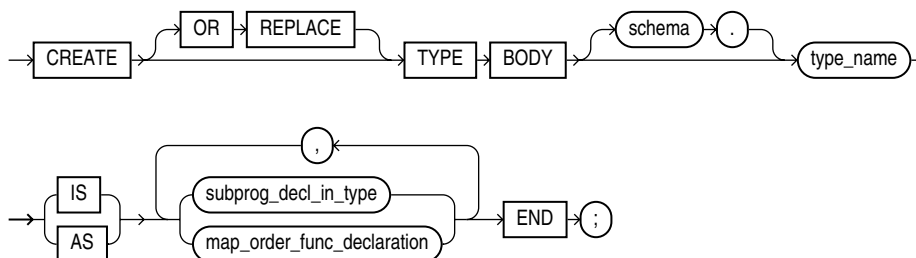 OR REPLACE schema .
CREATE TYPE BODY type_name
,
IS subprog_decl_in_type
END ;
AS map_order_func_declaration